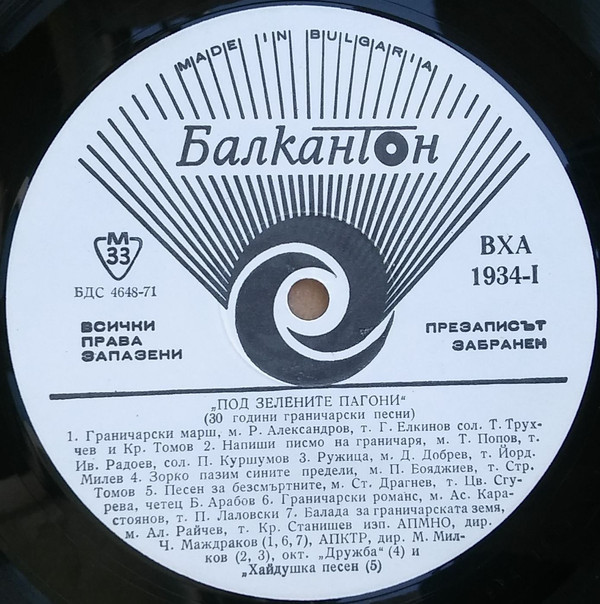 MADE IN BULGARIA
Балкантон
М
33
БДС 4648-71
ВХА
1934-I
ВСИЧКИ
ПРАВА
ЗАПАЗЕНИ
ПРЕЗАПИСЪТ
ЗАБРАНЕН
„ПОД ЗЕЛЕНИТЕ ПАГОНИ“
(30 години граничарски песни)
1. Граничарски марш, м. Р. Александров, т. Г. Елкинов сол. Т. Трух-
чев и Кр. Томов 2. Напиши писмо на граничаря, м. Т. Попов, т.
Ив. Радоев, сол. П. Куршумов 3. Ружица, м. Д. Добрев, т. Йорд.
Милев 4. Зорко пазим сините предели, м. П. Бояджиев, т. Стр.
Томов 5. Песен за безсмъртните, м. Ст. Драгнев, т. Цв. Сгу-
рева, четец Б. Арабов 6. Граничарски романс, м. Ас. Кара-
стоянов, т. П. Лаловски 7. Балада за граничарската земя,
м. Ал. Райчев, т. Кр. Станишев изп. АПМНО, дир.
Ч. Маждраков (1, 6, 7), АПКТР, дир. М. Мил-
ков (2, 3), окт. „Дружба“ (4) и
„Хайдушка песен (5)